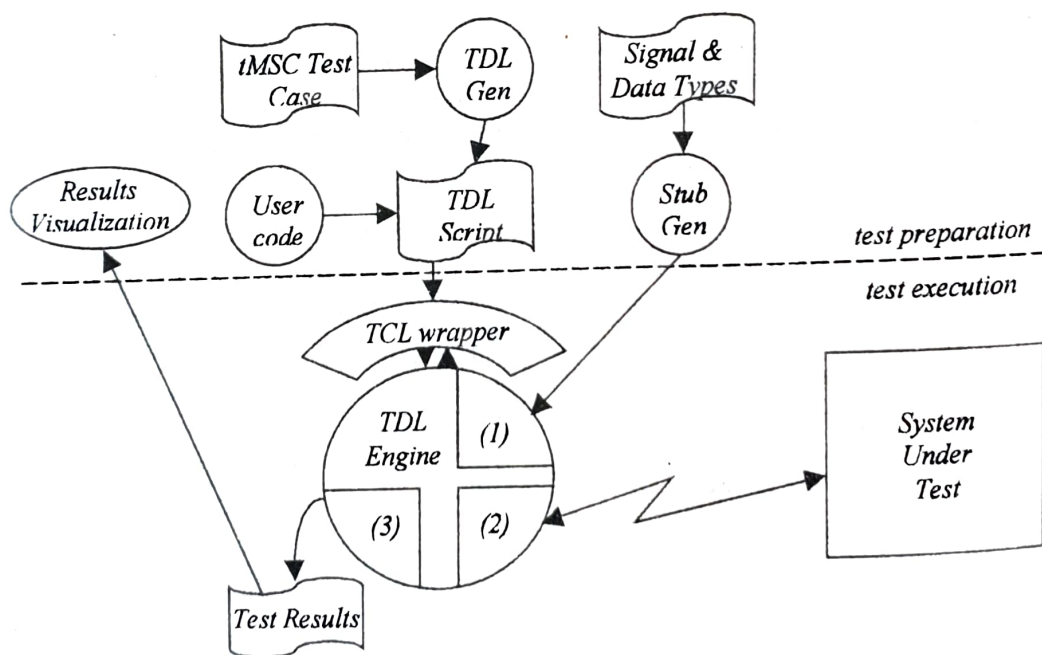 tMSC Test
Case
TDL
Gen
Signal &
Data Types
Results
Visualization
User
code
TDL
Script
Stub
Gen
test preparation
test execution
TCL wrapper
TDL
Engine
(1)
(2)
(3)
System
Under
Test
Test Results